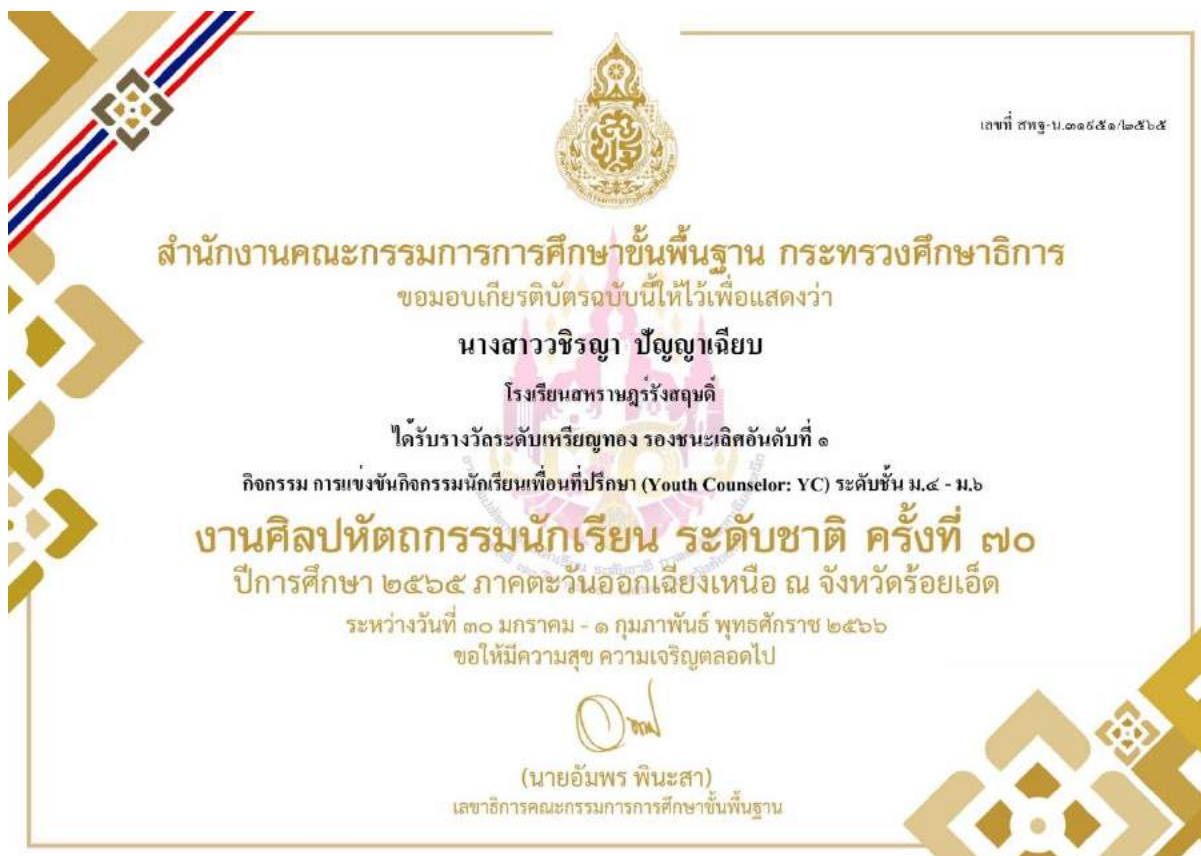 เลขที่ สพฐ-น.๓๑๙๕๑/๒๕๖๕
สำนักงานคณะกรรมการการศึกษาขั้นพื้นฐาน กระทรวงศึกษาธิการ
ขอมอบเกียรติบัตรฉบับนี้ให้ไว้เพื่อแสดงว่า
นางสาววชิรญา ปัญญาเฉียบ
โรงเรียนสหราษฎร์รังสฤษดิ์
ได้รับรางวัลระดับเหรียญทอง รองชนะเลิศอันดับที่ ๑
กิจกรรม การแข่งขันกิจกรรมนักเรียนเพื่อนที่ปรึกษา (Youth Counselor: YC) ระดับชั้น ม.๔ - ม.๖
งานศิลปหัตถกรรมนักเรียน ระดับชาติ ครั้งที่ ๗๐
ปีการศึกษา ๒๕๖๕ ภาคตะวันออกเฉียงเหนือ ณ จังหวัดร้อยเอ็ด
ระหว่างวันที่ ๓๐ มกราคม - ๑ กุมภาพันธ์ พุทธศักราช ๒๕๖๖
ขอให้มีความสุข ความเจริญตลอดไป
(นายอัมพร พินะสา)
เลขาธิการคณะกรรมการการศึกษาขั้นพื้นฐาน